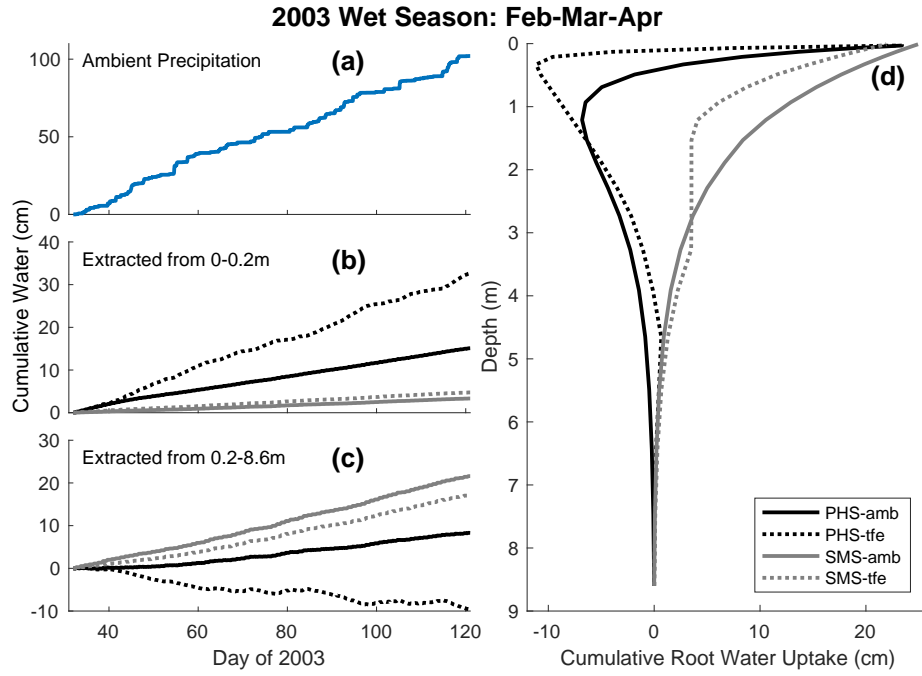 2003 Wet Season: Feb-Mar-Apr
100
50
0
Ambient Precipitation
(a)
40
30
20
10
0
Extracted from 0-0.2m
(b)
Cumulative Water (cm)
30
20
10
0
-10
Extracted from 0.2-8.6m
(c)
40
60
80
100
120
Day of 2003
0
1
2
3
4
5
6
7
8
9
Depth (m)
(d)
PHS-amb
PHS-tfe
SMS-amb
SMS-tfe
-10
0
10
20
Cumulative Root Water Uptake (cm)